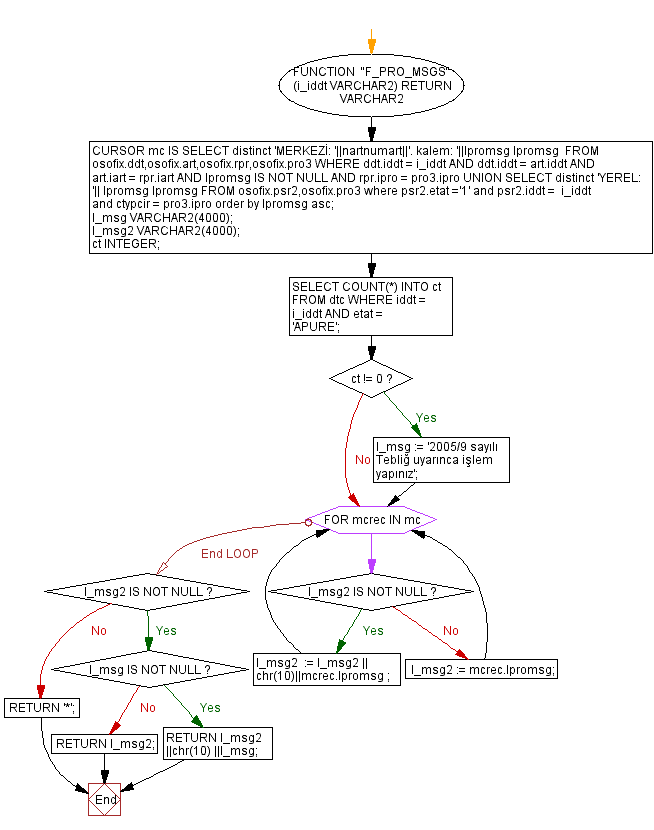 FUNCTION "F_PRO_MSGS"
(i_iddt VARCHAR2) RETURN
VARCHAR2
CURSOR mc IS SELECT distinct 'MERKEZİ: '||nartnumart||'. kalem: '||lpromsg lpromsg FROM
osofix.ddt,osofix.art,osofix.rpr,osofix.pro3 WHERE ddt.iddt = i_iddt AND ddt.iddt = art.iddt AND
art.iart = rpr.iart AND lpromsg IS NOT NULL AND rpr.ipro = pro3.ipro UNION SELECT distinct 'YEREL:
'|| lpromsg lpromsg FROM osofix.psr2,osofix.pro3 where psr2.etat ='1' and psr2.iddt = i_iddt
and ctypcir = pro3.ipro order by lpromsg asc;
l_msg VARCHAR2(4000);
l_msg2 VARCHAR2(4000);
ct INTEGER;
SELECT COUNT(*) INTO ct
FROM dtc WHERE iddt =
i_iddt AND etat =
'APURE';
ct != 0 ?
Yes
l_msg := '2005/9 sayılı
Tebliğ uyarınca işlem
yapınız';
No
FOR mcrec IN mc
End LOOP
l_msg2 IS NOT NULL ?
l_msg2 IS NOT NULL ?
No
Yes
Yes
No
l_msg IS NOT NULL ?
l_msg2 := l_msg2 ||
chr(10)||mcrec.lpromsg ;
l_msg2 := mcrec.lpromsg;
RETURN '*';
No
Yes
RETURN l_msg2;
RETURN l_msg2
||chr(10) ||l_msg;
End